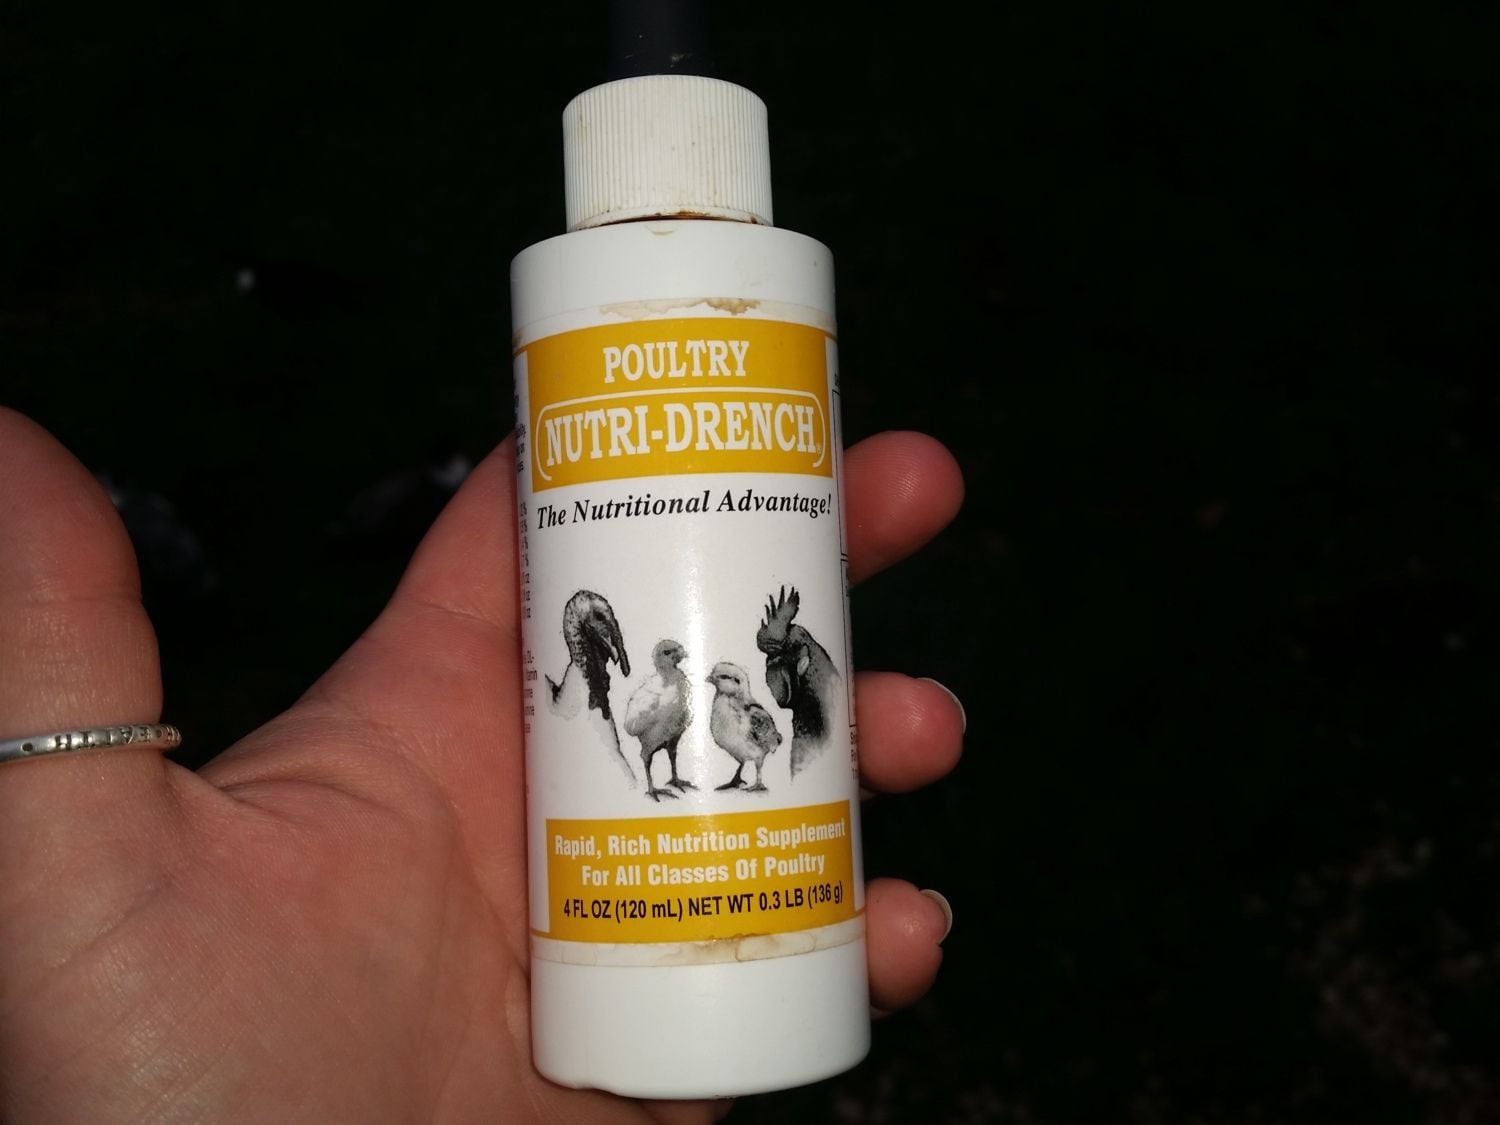 POULTRY
NUTRI-DRENCH®
The Nutritional Advantage!
Rapid, Rich Nutrition Supplement
For All Classes Of Poultry
4 FL OZ (120 mL) NET WT 0.3 LB (136 g)